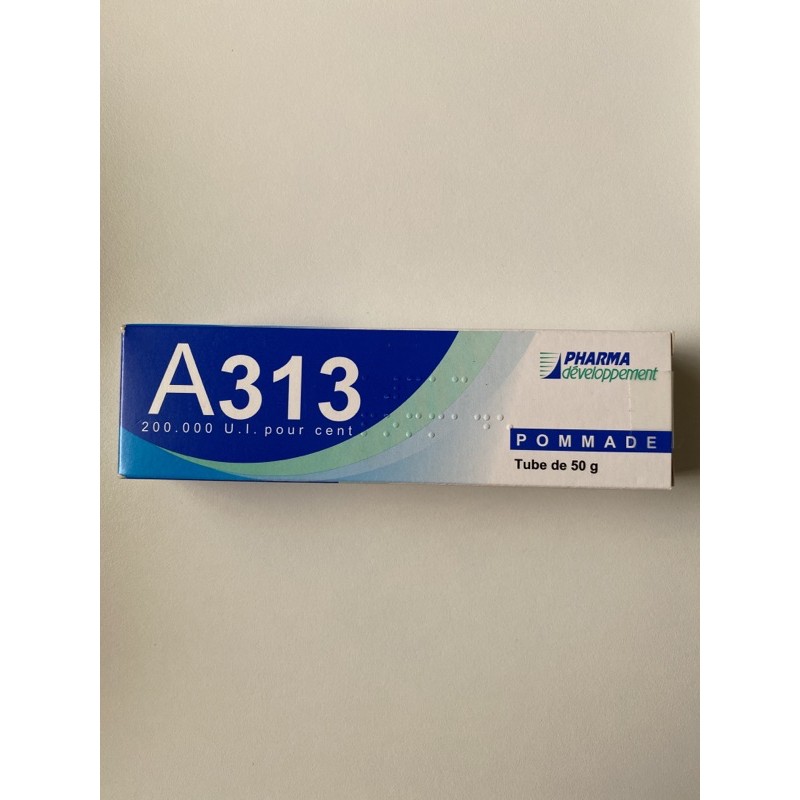 A313
200.000 U.I. pour cent
PHARMA
développement
POMMADE
Tube de 50 g